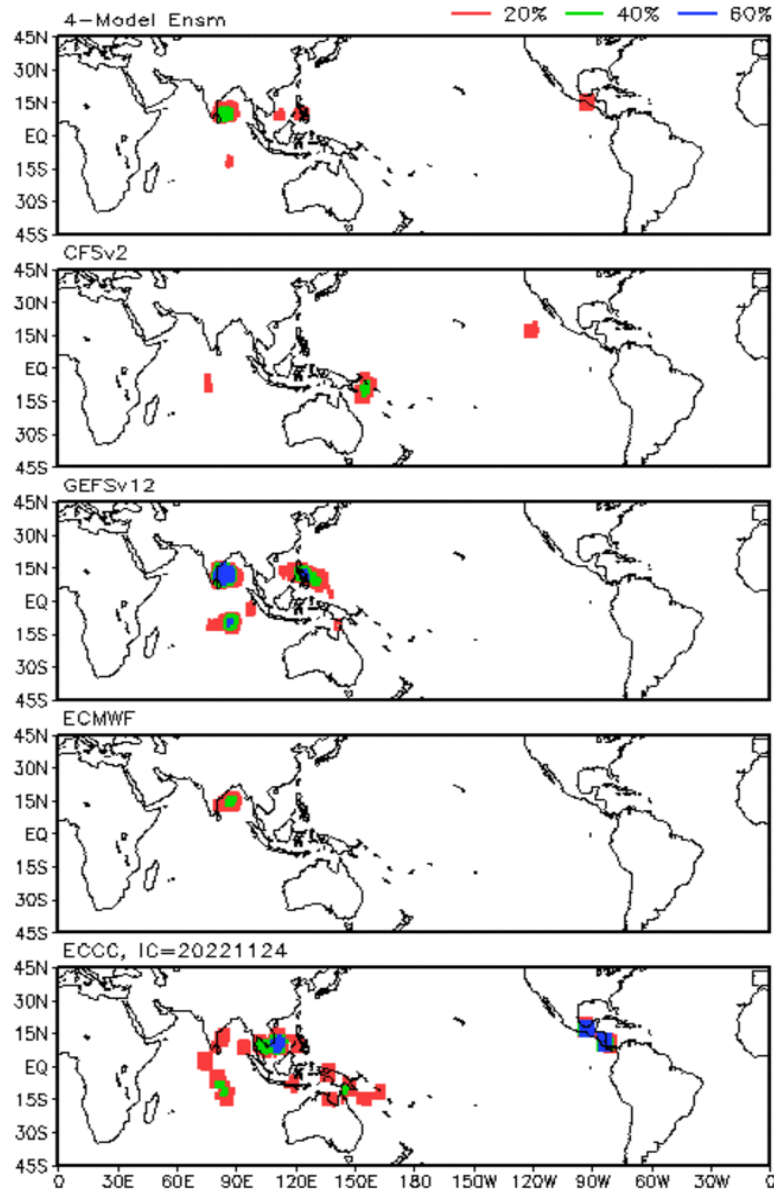 4-Model Ensm 20% 40% 60%
45N
30N
15N
EQ
15S
30S
45S
CFSv2
45N
30N
15N
EQ
15S
30S
45S
GEFSv12
45N
30N
15N
EQ
15S
30S
45S
ECMWF
45N
30N
15N
EQ
15S
30S
45S
ECCC, IC=20221124
45N
30N
15N
EQ
15S
30S
45S
0 30E 60E 90E 120E 150E 180 150W 120W 90W 60W 30W 0